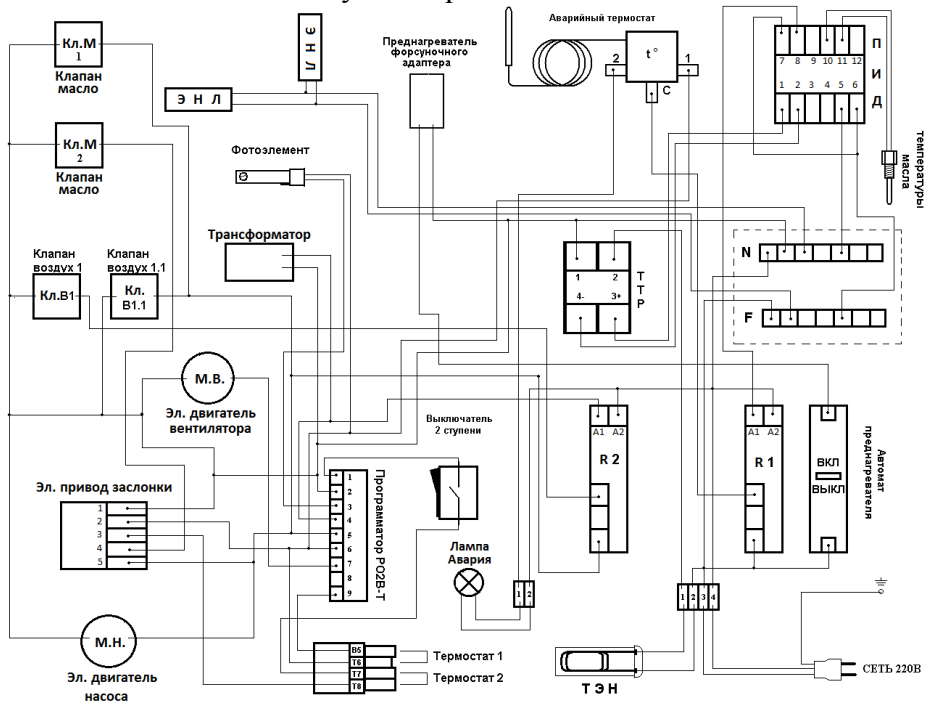 Кл.М
1
Клапан
масло
Э Н Л
Э Н Л
Преднагреватель
форсуночного
адаптера
Аварийный термостат
2
t°
1
С
7 8 9 10 11 12
1 2 3 4 5 6
П
И
Д
температуры
масла
Кл.М
2
Клапан
масло
Фотоэлемент
Трансформатор
Клапан
воздух 1
Кл.В1
Клапан
воздух 1.1
Кл.
В1.1
1 2
4- 3+
Т
Т
Р
N
F
М.В.
Эл. двигатель
вентилятора
Выключатель
2 ступени
A1 A2
R 2
A1 A2
R 1
ВКЛ
ВЫКЛ
Автомат
преднагревателя
Эл. привод заслонки
1
2
3
4
5
1
2
3
4
5
6
7
8
9
Программатор РО2В-Т
Лампа
Авария
1 2
1 2 3 4
М.Н.
Эл. двигатель
насоса
В5
Т6
Т7
Т8
Термостат 1
Термостат 2
ТЭН
СЕТЬ 220В